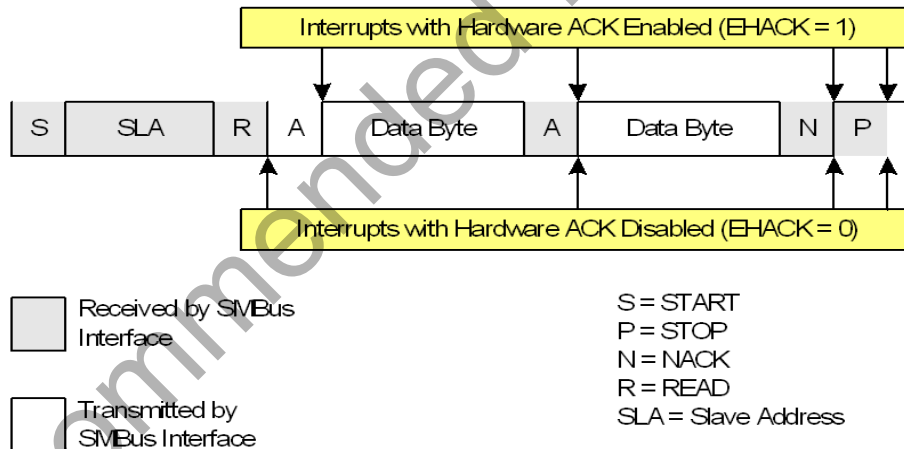 Interrupts with Hardware ACK Enabled (EHACK = 1)
S SLA R A Data Byte A Data Byte N P
Interrupts with Hardware ACK Disabled (EHACK = 0)
Received by SMBus
Interface
Transmitted by
SMBus Interface
S = START
P = STOP
N = NACK
R = READ
SLA = Slave Address
ommended